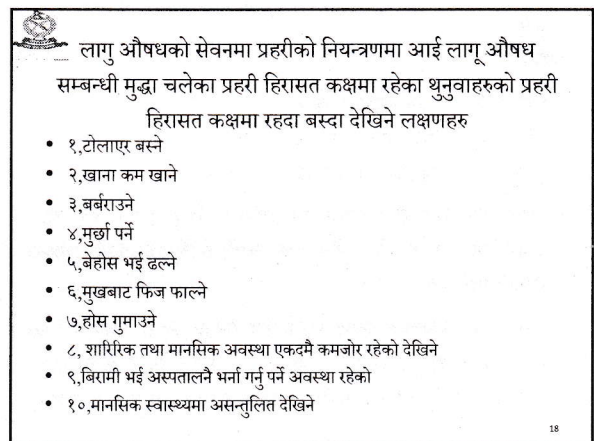 लागु औषधको सेवनमा प्रहरीको नियन्त्रणमा आई लागू औषध
सम्बन्धी मुद्धा चलेका प्रहरी हिरासत कक्षमा रहेका थुनुवाहरुको प्रहरी
हिरासत कक्षमा रहदा बस्दा देखिने लक्षणहरु
• १,टोलाएर बस्ने
• २,खाना कम खाने
• ३,बर्बराउने
• ४,मुर्छा पर्ने
• ५,बेहोस भई ढल्ने
• ६,मुखबाट फिज फाल्ने
• ७,होस गुमाउने
• ८, शारिरिक तथा मानसिक अवस्था एकदमै कमजोर रहेको देखिने
• ९,बिरामी भई अस्पतालनै भर्ना गर्नु पर्ने अवस्था रहेको
• १०,मानसिक स्वास्थ्यमा असन्तुलित देखिने
18